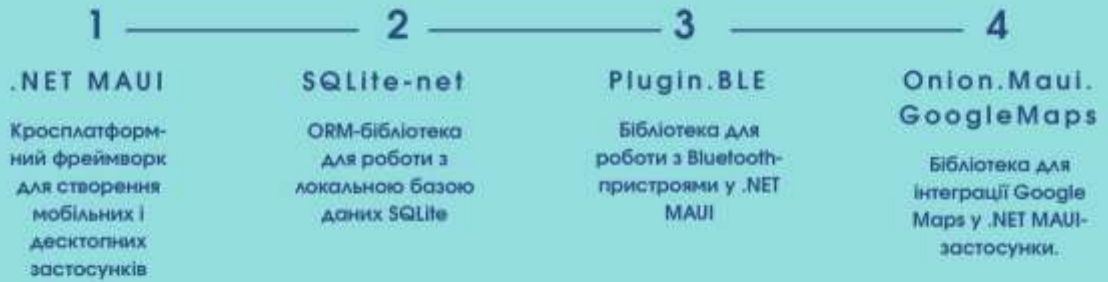 1
2
3
4
.NET MAUI
Кросплатформ-
ний фреймворк
для створення
мобільних і
десктопних
застосунків
SQLite-net
ORM-бібліотека
для роботи з
локальною базою
даних SQLite
Plugin.BLE
Бібліотека для
роботи з Bluetooth-
пристроями у .NET
MAUI
Onion.Maui.
GoogleMaps
Бібліотека для
інтеграції Google
Maps у .NET MAUI-
застосунки.